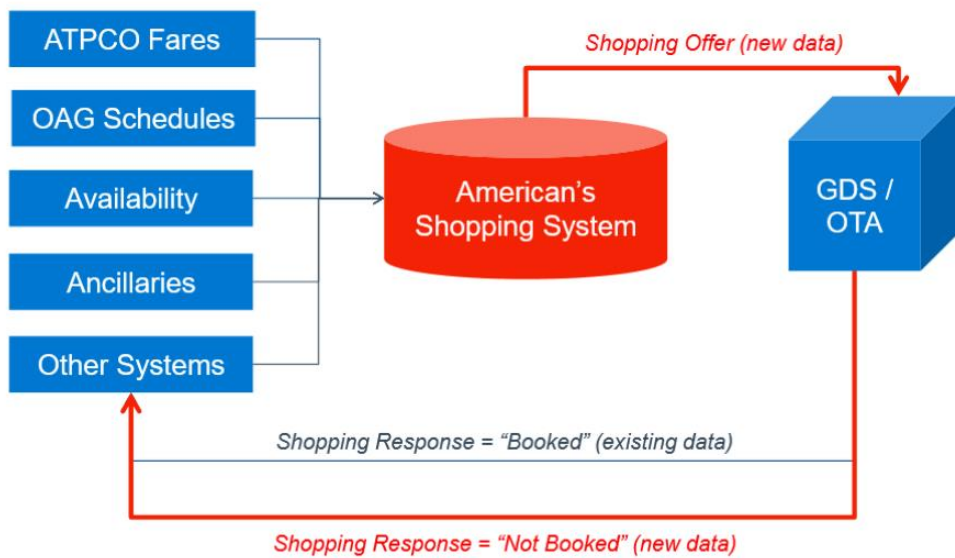 ATPCO Fares
OAG Schedules
Availability
Ancillaries
Other Systems
American’s
Shopping System
Shopping Offer (new data)
GDS /
OTA
Shopping Response = “Booked” (existing data)
Shopping Response = “Not Booked” (new data)